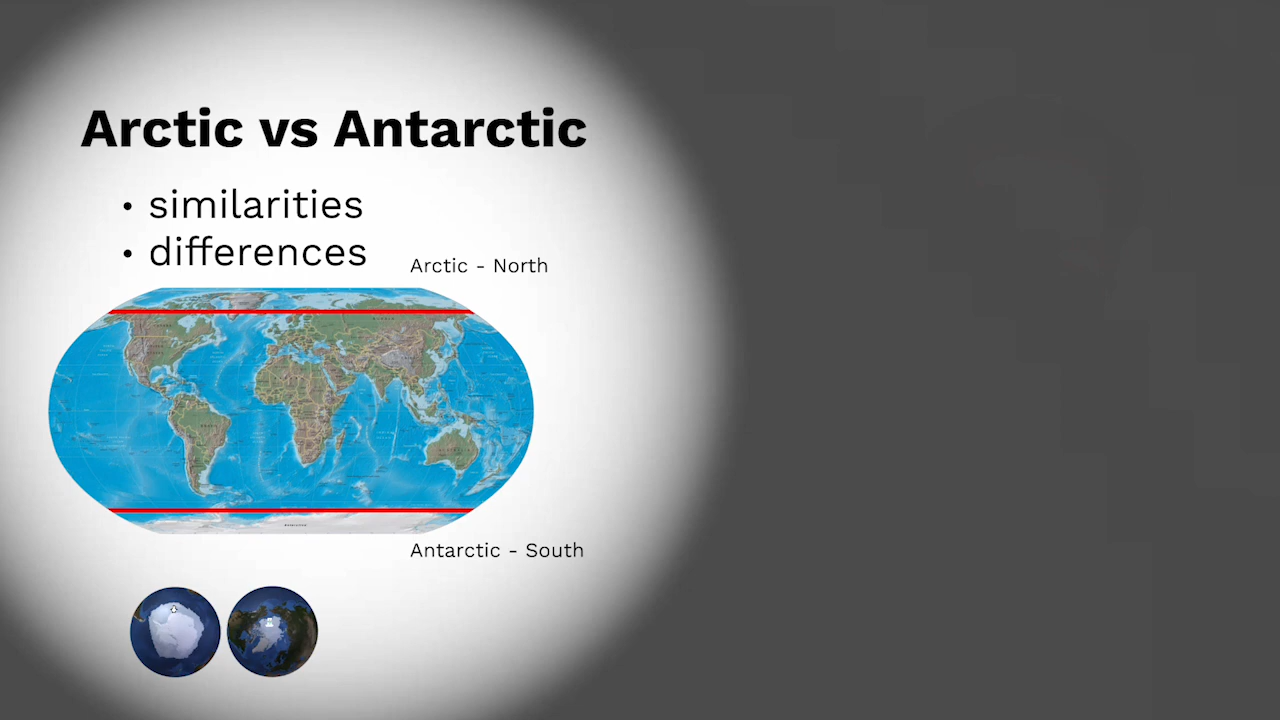 Arctic vs Antarctic
• similarities
• differences
Arctic - North
Antarctic - South